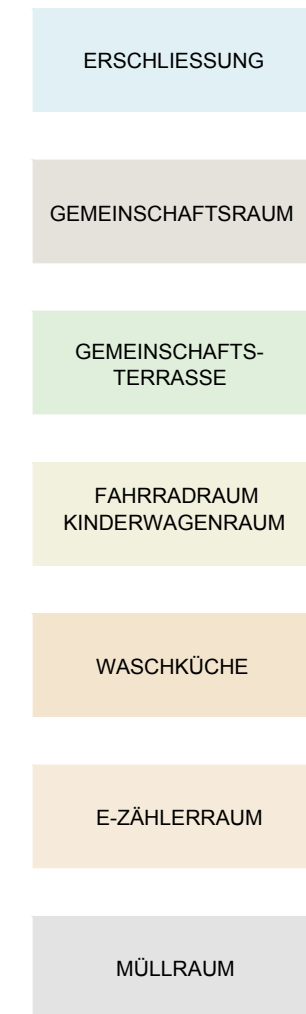 ERSCHLIESSUNG
GEMEINSCHAFTSRAUM
GEMEINSCHAFTS-
TERRASSE
FAHRRADRAUM
KINDERWAGENRAUM
WASCHKÜCHE
E-ZÄHLERRAUM
MÜLLRAUM